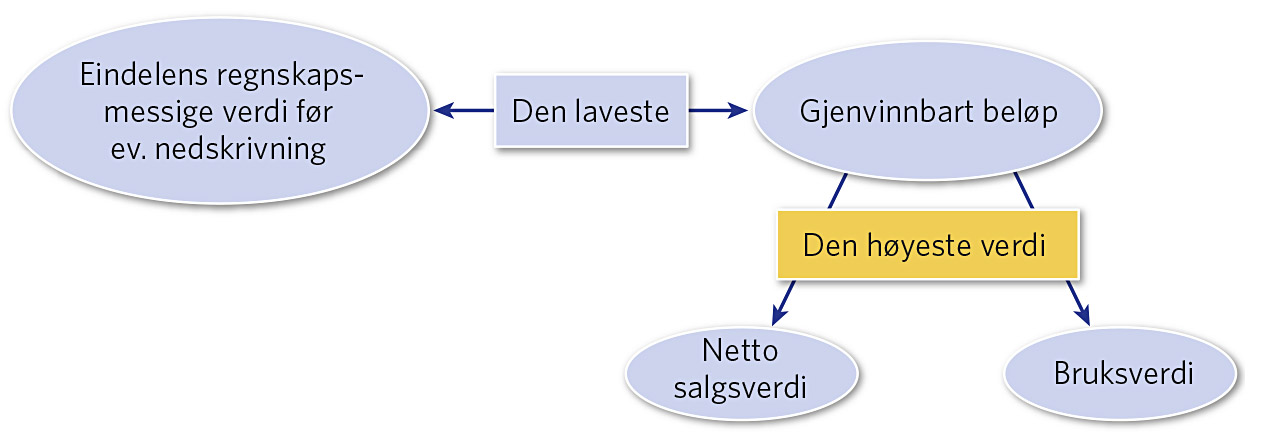 Eindelens regnskaps-
messige verdi før
ev. nedskrivning
Den laveste
Gjenvinnbart beløp
Den høyeste verdi
Netto
salgsverdi
Bruksverdi